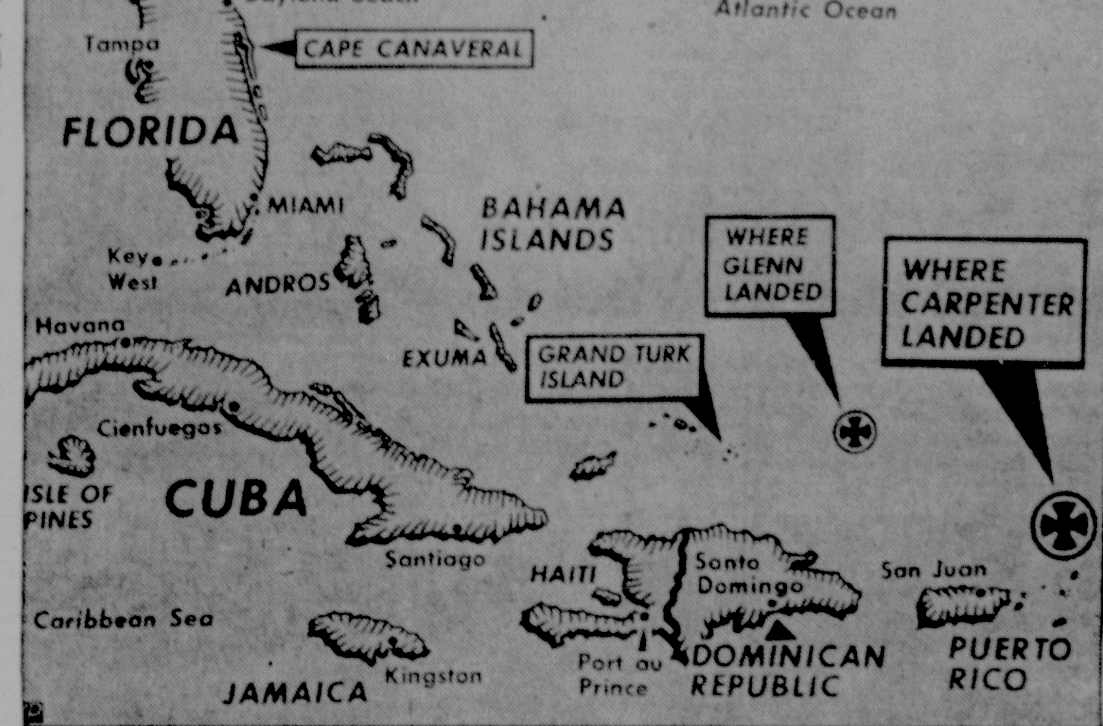 Daytona Beach
Atlantic Ocean
Tampa
CAPE CANAVERAL
FLORIDA
MIAMI
BAHAMA
ISLANDS
WHERE
GLENN
LANDED
WHERE
CARPENTER
LANDED
Key
West
ANDROS
Havana
EXUMA
GRAND TURK
ISLAND
Cienfuegos
ISLE OF
PINES
CUBA
Santiago
HAITI
Santo
Domingo
San Juan
Caribbean Sea
Kingston
JAMAICA
Port au
Prince
DOMINICAN
REPUBLIC
PUERTO
RICO